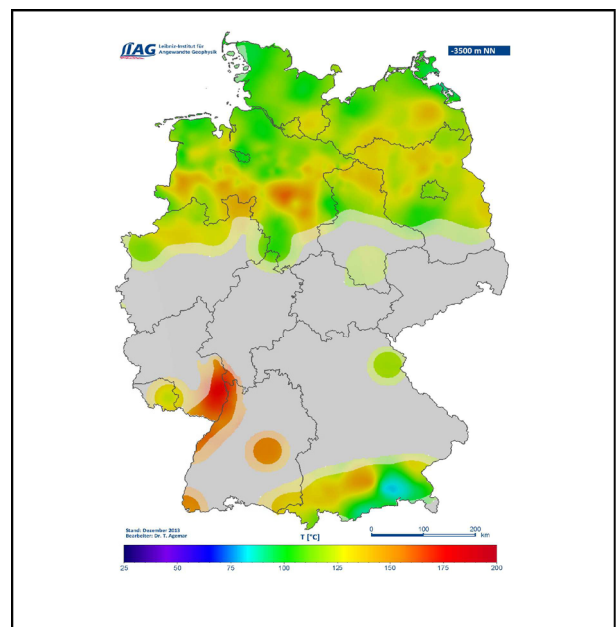 LIAG Leibniz-Institut für
Angewandte Geophysik
-3500 m NN
Stand: Dezember 2013
Bearbeiter: Dr. T. Agemar
T [°C]
0 100 200
km
25 50 75 100 125 150 175 200